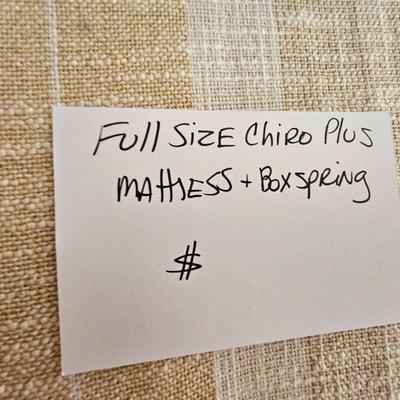 Full Size Chiro Plus
mattress + Boxspring
$